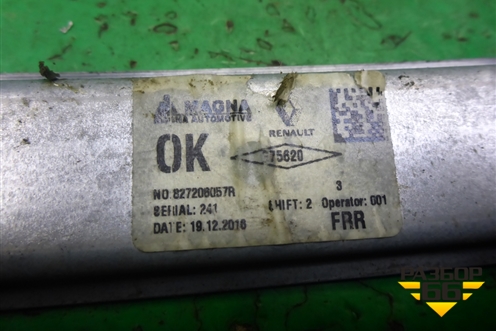 MAGNA
AUTOMOTIVE
RENAULT
OK
75620
NO.827206057R
3
SERIAL: 241
SHIFT: 2
Operator: 001
DATE: 19.12.2016
FRR
РАЗБОР
66